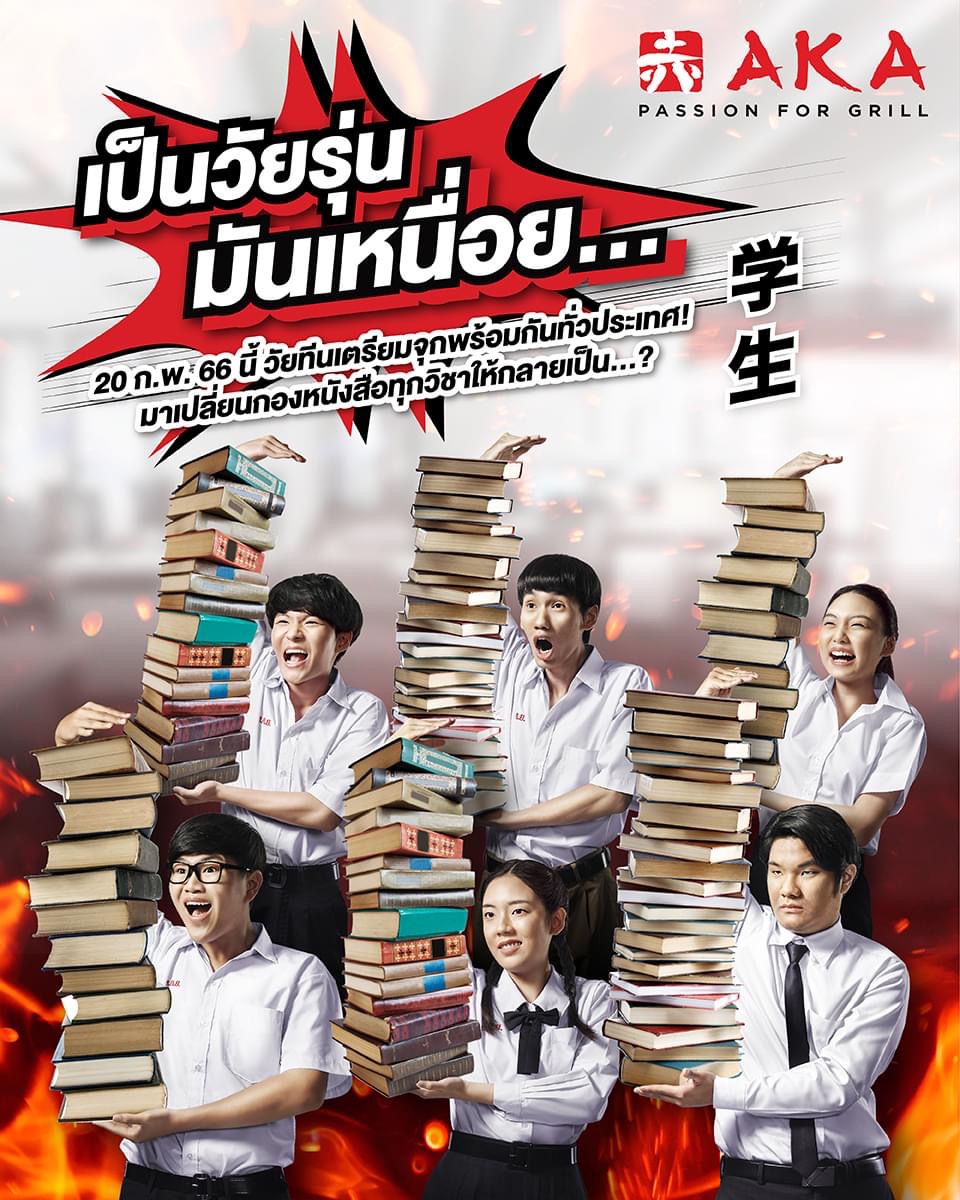 赤 AKA
PASSION FOR GRILL
เป็นวัยรุ่น
มันเหนื่อย...
学生
20 ก.พ. 66 นี้ วัยทีนเตรียมจุกพร้อมกันทั่วประเทศ!
มาเปลี่ยนกองหนังสือทุกวิชาให้กลายเป็น...?